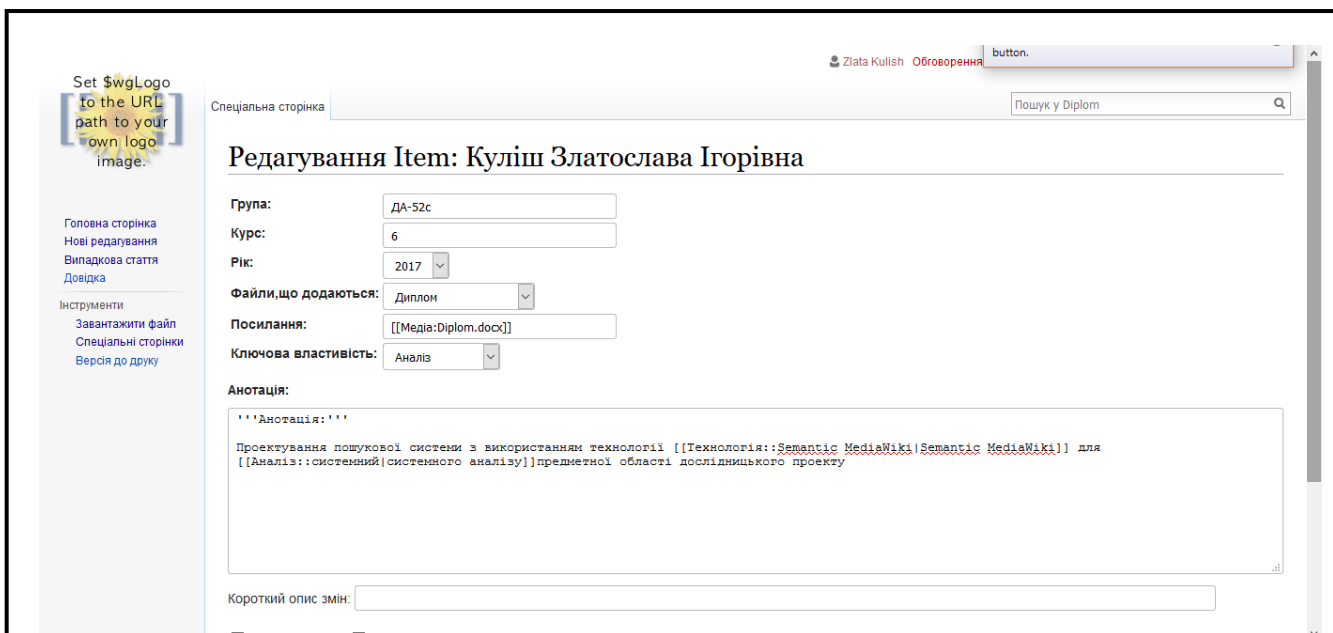 button.
Zlata Kulish Обговорення
Set $wgLogo
to the URL
path to your
own logo
image.
Спеціальна сторінка
Пошук у Diplom
Редагування Item: Куліш Златослава Ігорівна
Головна сторінка
Нові редагування
Випадкова стаття
Довідка
Інструменти
Завантажити файл
Спеціальні сторінки
Версія до друку
Група: ДА-52с
Курс: 6
Рік: 2017
Файли,що додаються: Диплом
Посилання: [[Медіа:Diplom.docx]]
Ключова властивість: Аналіз
Анотація:
'''Анотація:'''
Проектування пошукової системи з використанням технології [[Технологія::Semantic MediaWiki|Semantic MediaWiki]] для
[[Аналіз::системний|системного аналізу]]предметної області дослідницького проекту
Короткий опис змін: